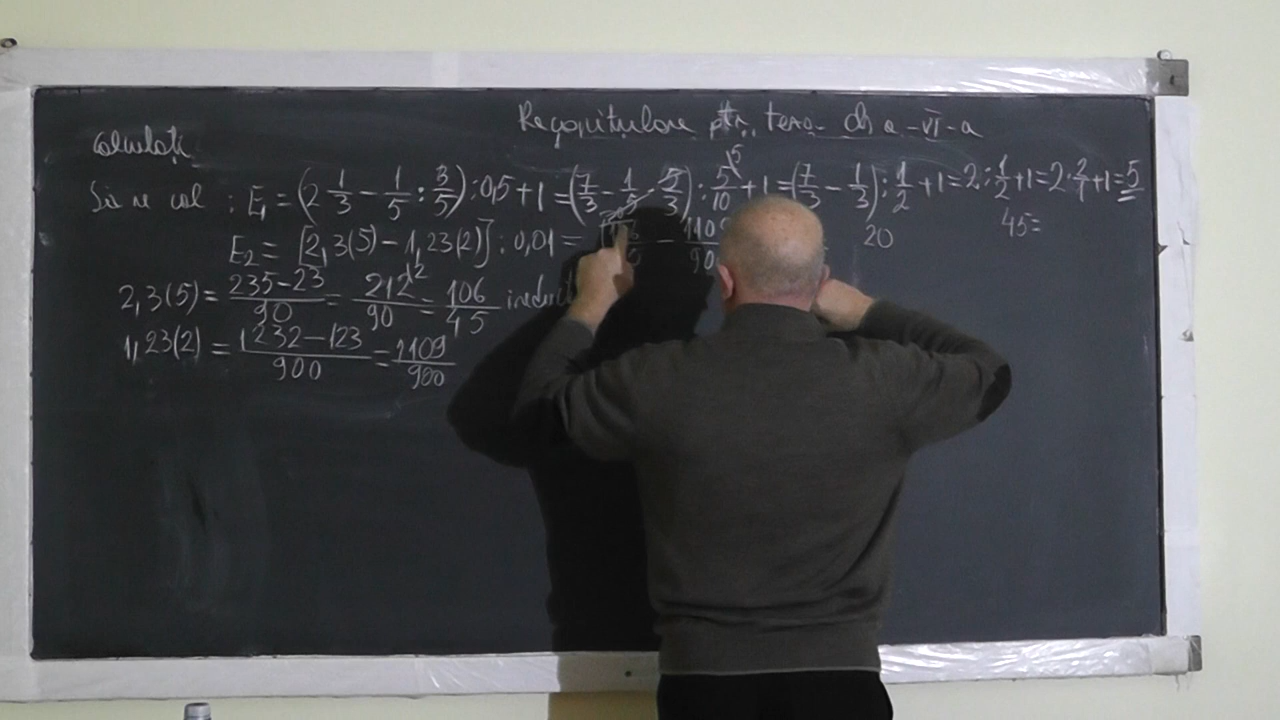 Recapitulare ptr. teza cls a-VI-a
Calculați
Să se cal : E₁ = (2 1/3 - 1/5 : 3/5) : 0,5 + 1 = (7/3 - 1/5 · 5/3) : 5/10 + 1 = (7/3 - 1/3) : 1/2 + 1 = 2 : 1/2 + 1 = 2 · 2/1 + 1 = 5
E₂ = [2,3(5) - 1,23(2)] : 0,01 =
20
45=
2,3(5) = 235-23/90 = 212/90 = 106/45
1,23(2) = 1232-123/900 = 1109/900